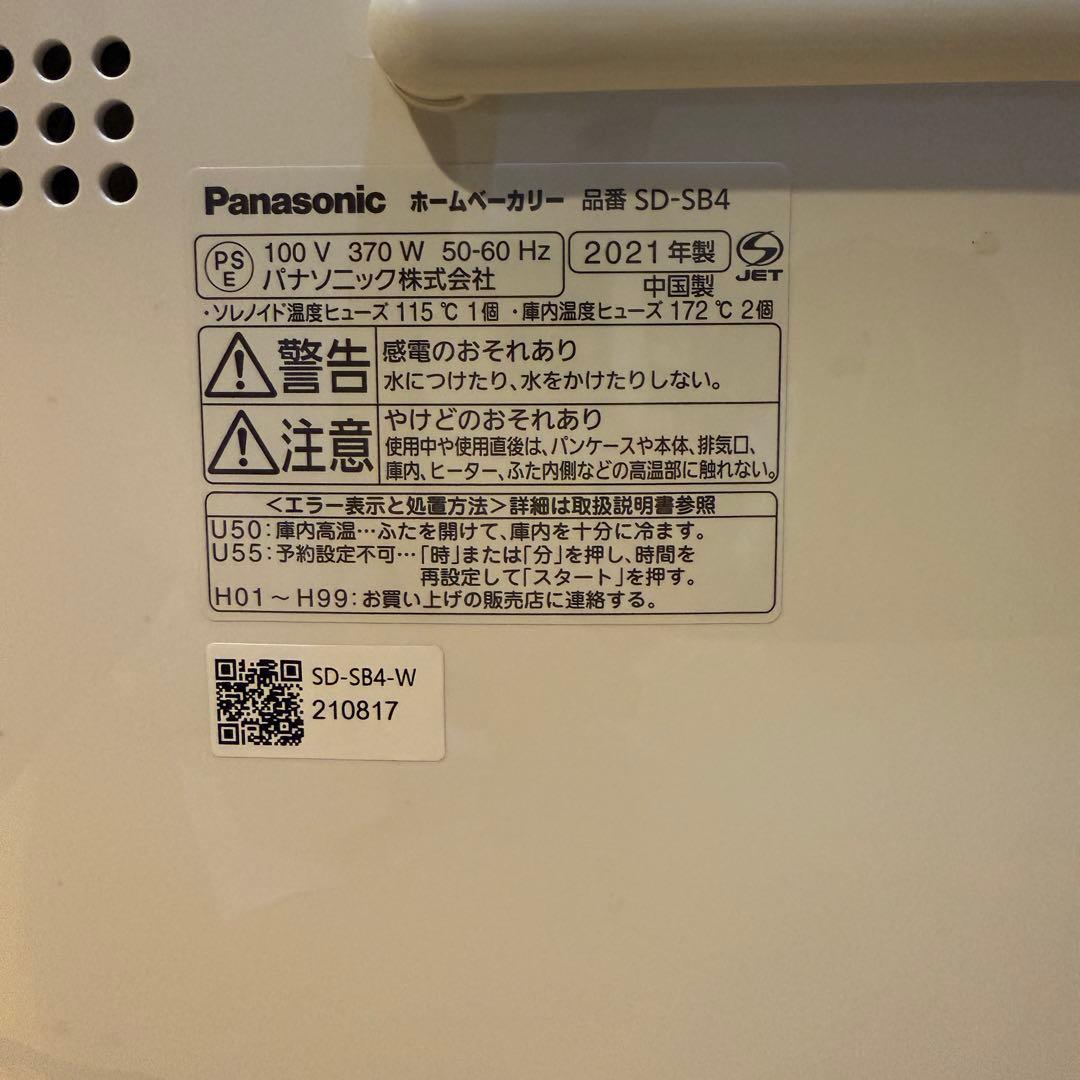 Panasonic ホームベーカリー 品番 SD-SB4
PS
E
100 V 370 W 50-60 Hz
パナソニック株式会社
2021年製
中国製
JET
・ソレノイド温度ヒューズ 115 ℃ 1個 ・庫内温度ヒューズ 172 ℃ 2個
警告
感電のおそれあり
水につけたり、水をかけたりしない。
注意
やけどのおそれあり
使用中や使用直後は、パンケースや本体、排気口、
庫内、ヒーター、ふた内側などの高温部に触れない。
＜エラー表示と処置方法＞詳細は取扱説明書参照
U50：庫内高温…ふたを開けて、庫内を十分に冷ます。
U55：予約設定不可…「時」または「分」を押し、時間を
再設定して「スタート」を押す。
H01～H99：お買い上げの販売店に連絡する。
SD-SB4-W
210817